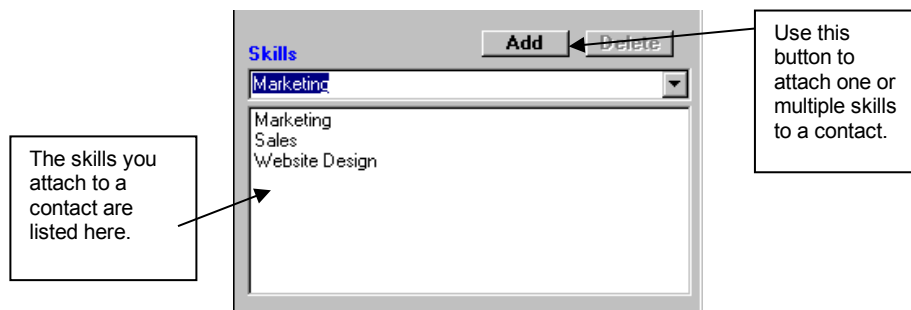 Skills
Add
Delete
Marketing
Marketing
Sales
Website Design
The skills you
attach to a
contact are
listed here.
Use this
button to
attach one or
multiple skills
to a contact.